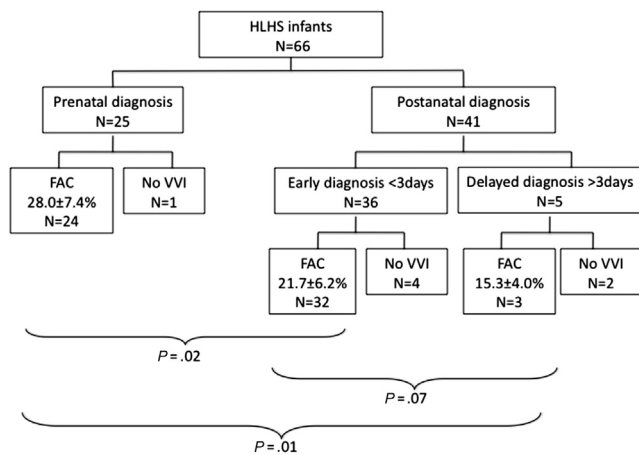 HLHS infants
N=66
Prenatal diagnosis
N=25
Postanatal diagnosis
N=41
FAC
28.0±7.4%
N=24
No VVI
N=1
Early diagnosis <3days
N=36
Delayed diagnosis >3days
N=5
FAC
21.7±6.2%
N=32
No VVI
N=4
FAC
15.3±4.0%
N=3
No VVI
N=2
P=.02
P=.07
P=.01